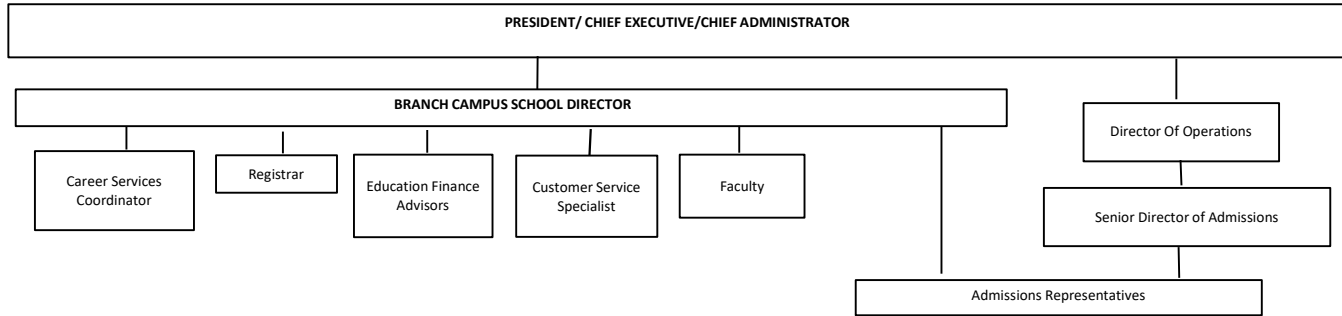 PRESIDENT/ CHIEF EXECUTIVE/CHIEF ADMINISTRATOR
BRANCH CAMPUS SCHOOL DIRECTOR
Director Of Operations
Career Services
Coordinator
Registrar
Education Finance
Advisors
Customer Service
Specialist
Faculty
Senior Director of Admissions
Admissions Representatives